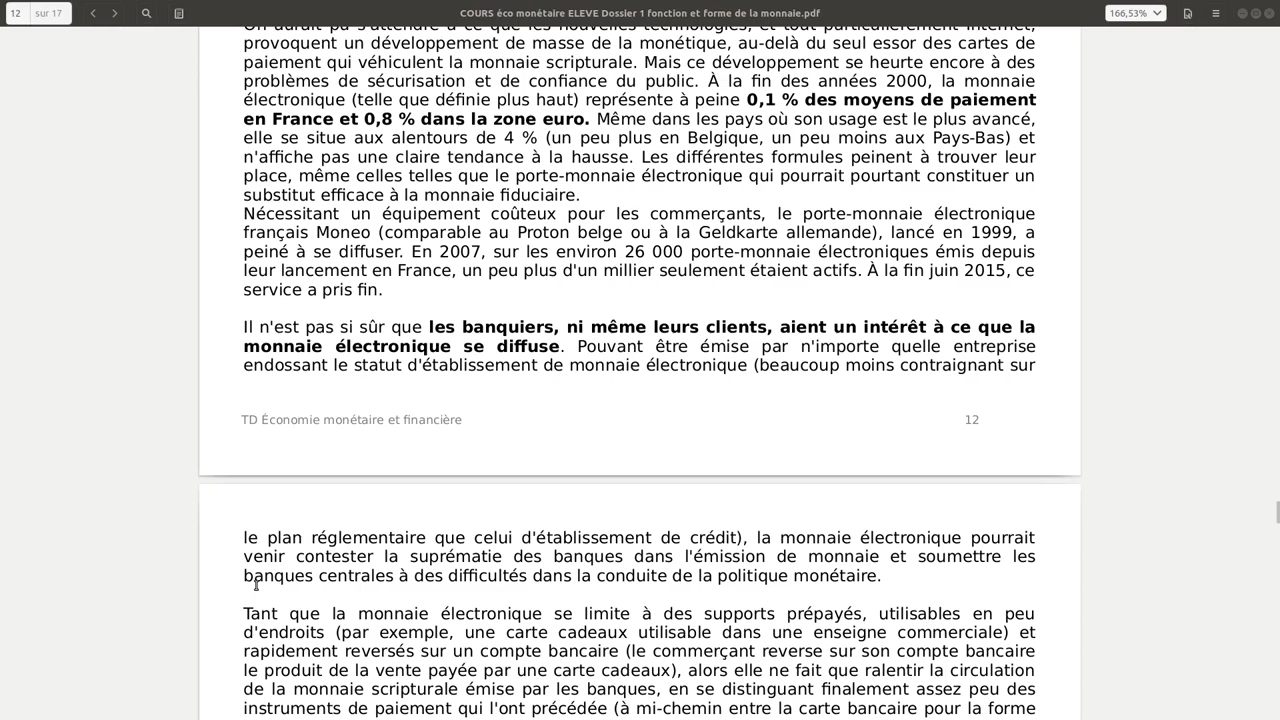 12 sur 17
COURS éco monétaire ELEVE Dossier 1 fonction et forme de la monnaie.pdf
166,53%
On aurait pu s'attendre à ce que les nouvelles technologies, et tout particulièrement Internet,
provoquent un développement de masse de la monétique, au-delà du seul essor des cartes de
paiement qui véhiculent la monnaie scripturale. Mais ce développement se heurte encore à des
problèmes de sécurisation et de confiance du public. À la fin des années 2000, la monnaie
électronique (telle que définie plus haut) représente à peine 0,1 % des moyens de paiement
en France et 0,8 % dans la zone euro. Même dans les pays où son usage est le plus avancé,
elle se situe aux alentours de 4 % (un peu plus en Belgique, un peu moins aux Pays-Bas) et
n'affiche pas une claire tendance à la hausse. Les différentes formules peinent à trouver leur
place, même celles telles que le porte-monnaie électronique qui pourrait pourtant constituer un
substitut efficace à la monnaie fiduciaire.
Nécessitant un équipement coûteux pour les commerçants, le porte-monnaie électronique
français Moneo (comparable au Proton belge ou à la Geldkarte allemande), lancé en 1999, a
peiné à se diffuser. En 2007, sur les environ 26 000 porte-monnaie électroniques émis depuis
leur lancement en France, un peu plus d'un millier seulement étaient actifs. À la fin juin 2015, ce
service a pris fin.
Il n'est pas si sûr que les banquiers, ni même leurs clients, aient un intérêt à ce que la
monnaie électronique se diffuse. Pouvant être émise par n'importe quelle entreprise
endossant le statut d'établissement de monnaie électronique (beaucoup moins contraignant sur
TD Économie monétaire et financière 12
le plan réglementaire que celui d'établissement de crédit), la monnaie électronique pourrait
venir contester la suprématie des banques dans l'émission de monnaie et soumettre les
banques centrales à des difficultés dans la conduite de la politique monétaire.
Tant que la monnaie électronique se limite à des supports prépayés, utilisables en peu
d'endroits (par exemple, une carte cadeaux utilisable dans une enseigne commerciale) et
rapidement reversés sur un compte bancaire (le commerçant reverse sur son compte bancaire
le produit de la vente payée par une carte cadeaux), alors elle ne fait que ralentir la circulation
de la monnaie scripturale émise par les banques, en se distinguant finalement assez peu des
instruments de paiement qui l'ont précédée (à mi-chemin entre la carte bancaire pour la forme